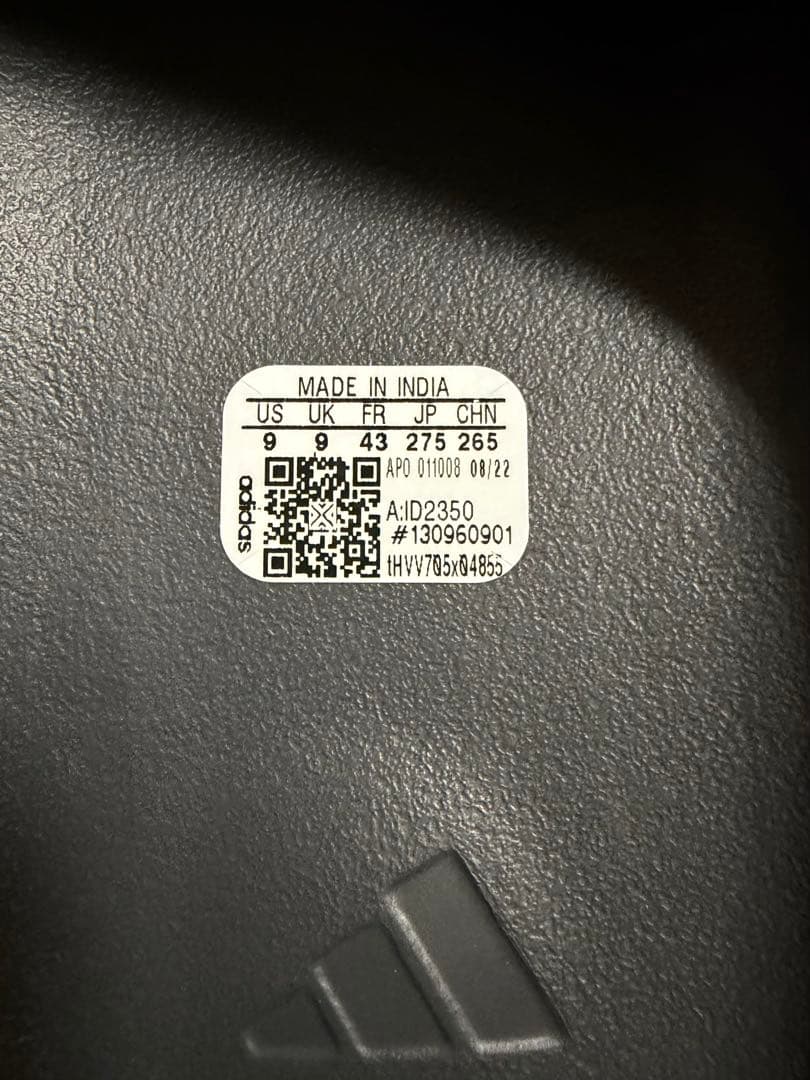 MADE IN INDIA
US UK FR JP CHN
9 9 43 275 265
APO 011008 08/22
A:ID2350
#130960901
tHVV705x04855
adidas